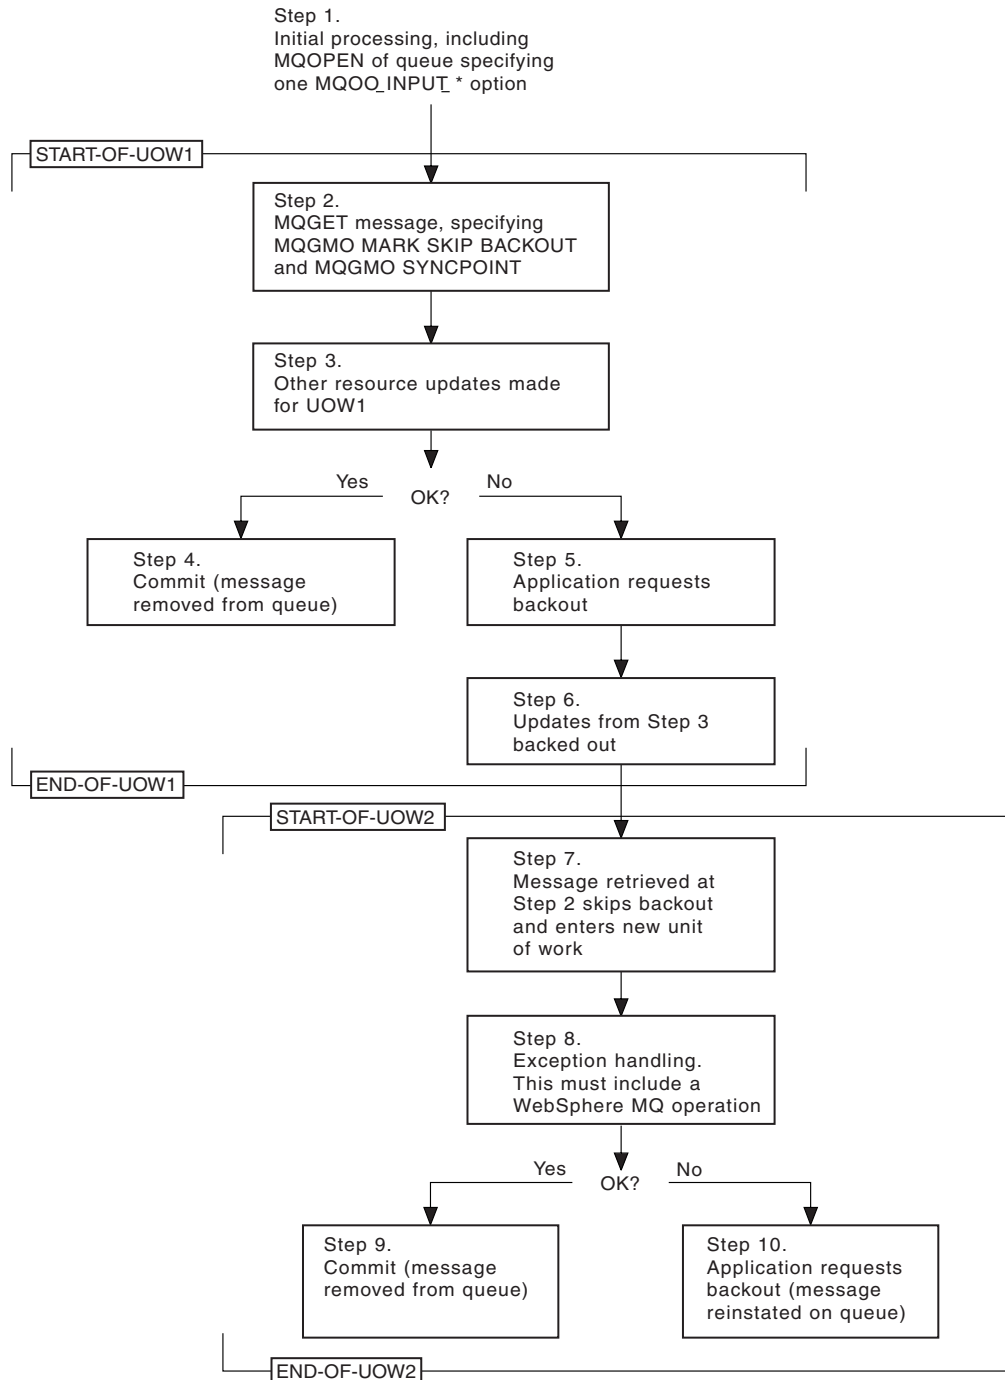 Step 1.
Initial processing, including
MQOPEN of queue specifying
one MQOO_INPUT_* option
START-OF-UOW1
Step 2.
MQGET message, specifying
MQGMO MARK SKIP BACKOUT
and MQGMO SYNCPOINT
Step 3.
Other resource updates made
for UOW1
Yes
OK?
No
Step 4.
Commit (message
removed from queue)
Step 5.
Application requests
backout
Step 6.
Updates from Step 3
backed out
END-OF-UOW1
START-OF-UOW2
Step 7.
Message retrieved at
Step 2 skips backout
and enters new unit
of work
Step 8.
Exception handling.
This must include a
WebSphere MQ operation
Yes
OK?
No
Step 9.
Commit (message
removed from queue)
Step 10.
Application requests
backout (message
reinstated on queue)
END-OF-UOW2